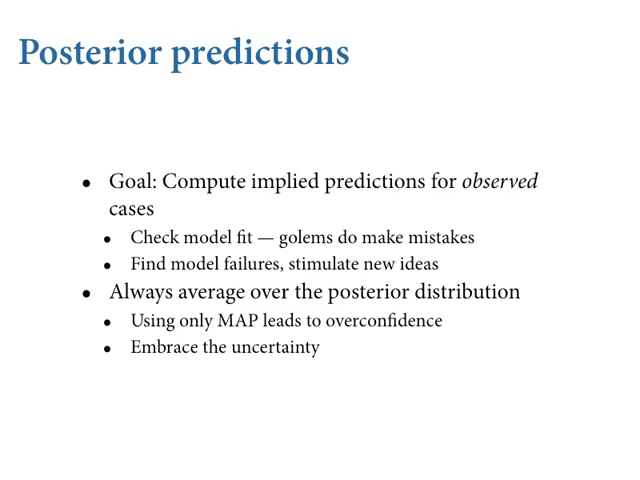 Posterior predictions
• Goal: Compute implied predictions for observed
cases
• Check model fit — golems do make mistakes
• Find model failures, stimulate new ideas
• Always average over the posterior distribution
• Using only MAP leads to overconfidence
• Embrace the uncertainty